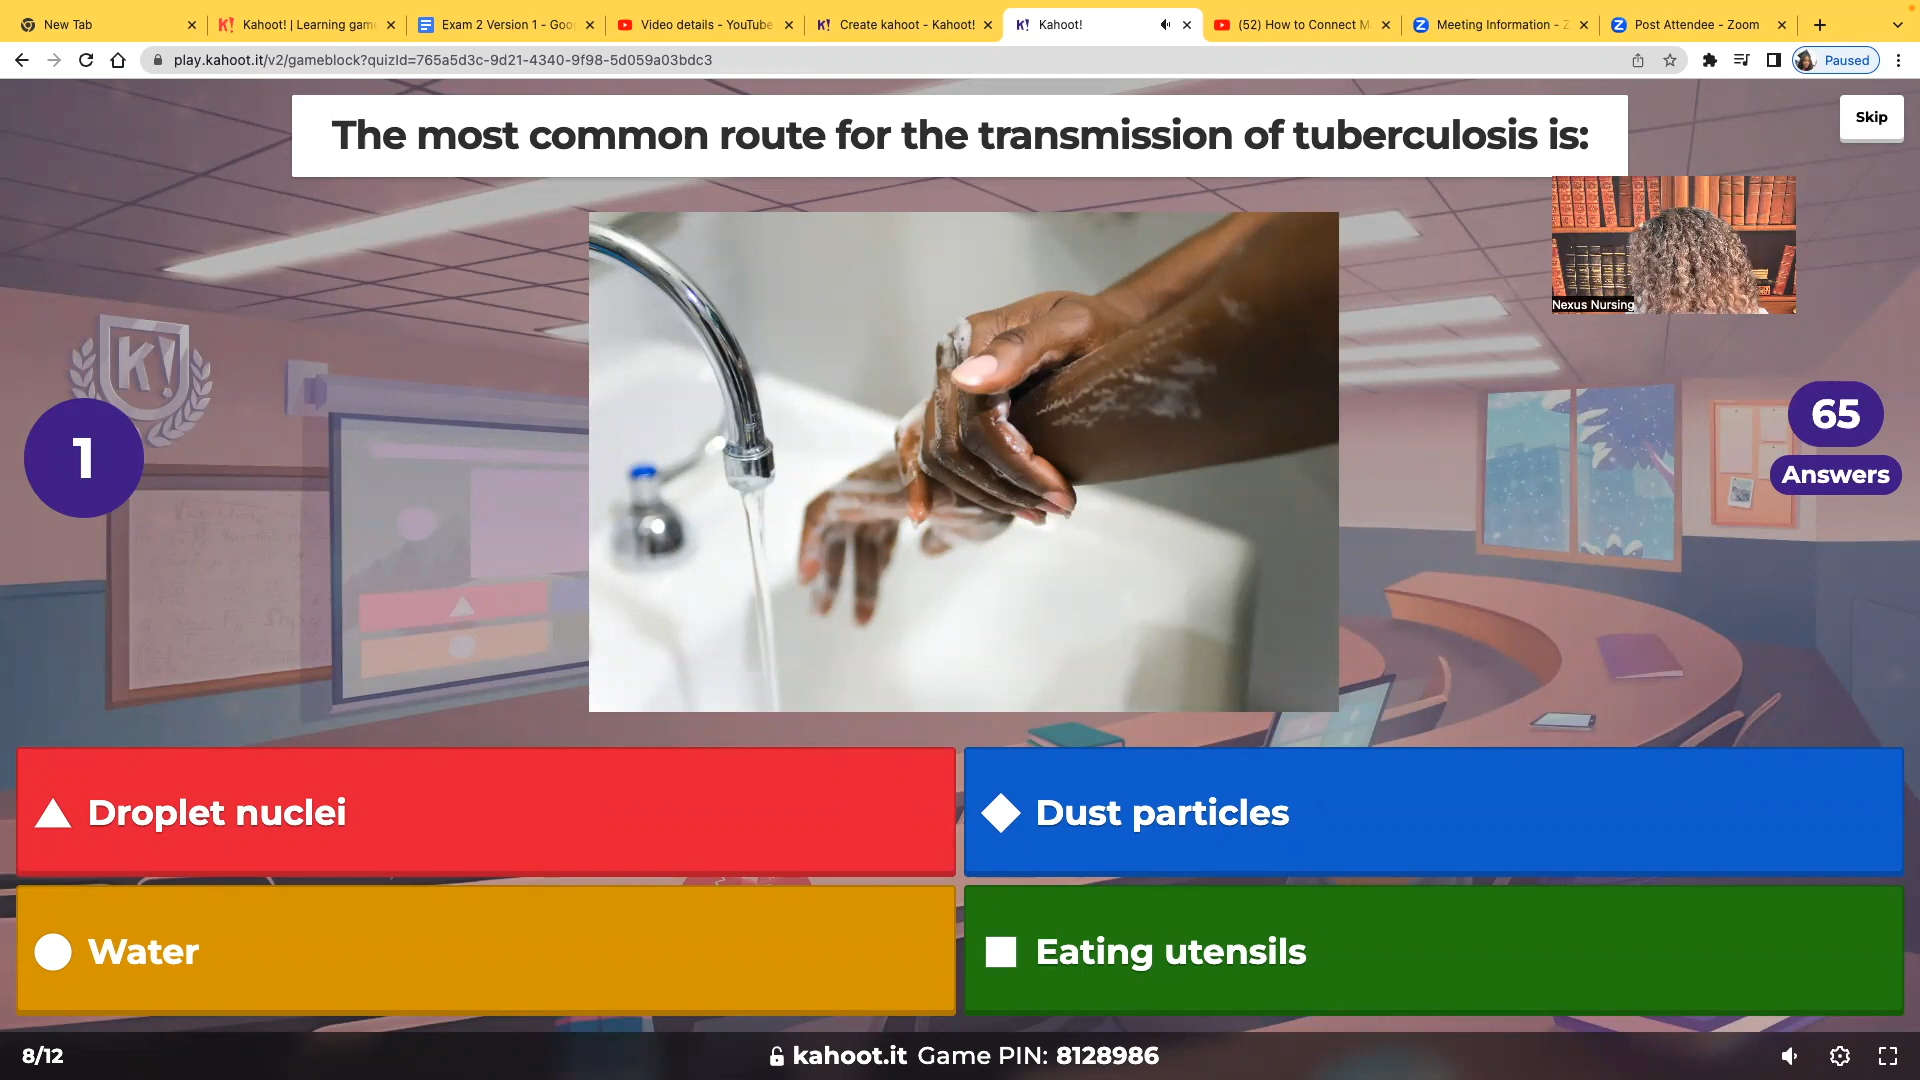 New Tab
Kahoot! | Learning gam
Exam 2 Version 1 - Goo
Video details - YouTube
Create kahoot - Kahoot!
Kahoot!
(52) How to Connect M
Meeting Information - Z
Post Attendee - Zoom
play.kahoot.it/v2/gameblock?quizId=765a5d3c-9d21-4340-9f98-5d059a03bdc3
Paused
The most common route for the transmission of tuberculosis is:
Skip
Nexus Nursing
K!
1
65
Answers
Droplet nuclei
Dust particles
Water
Eating utensils
8/12
kahoot.it Game PIN: 8128986